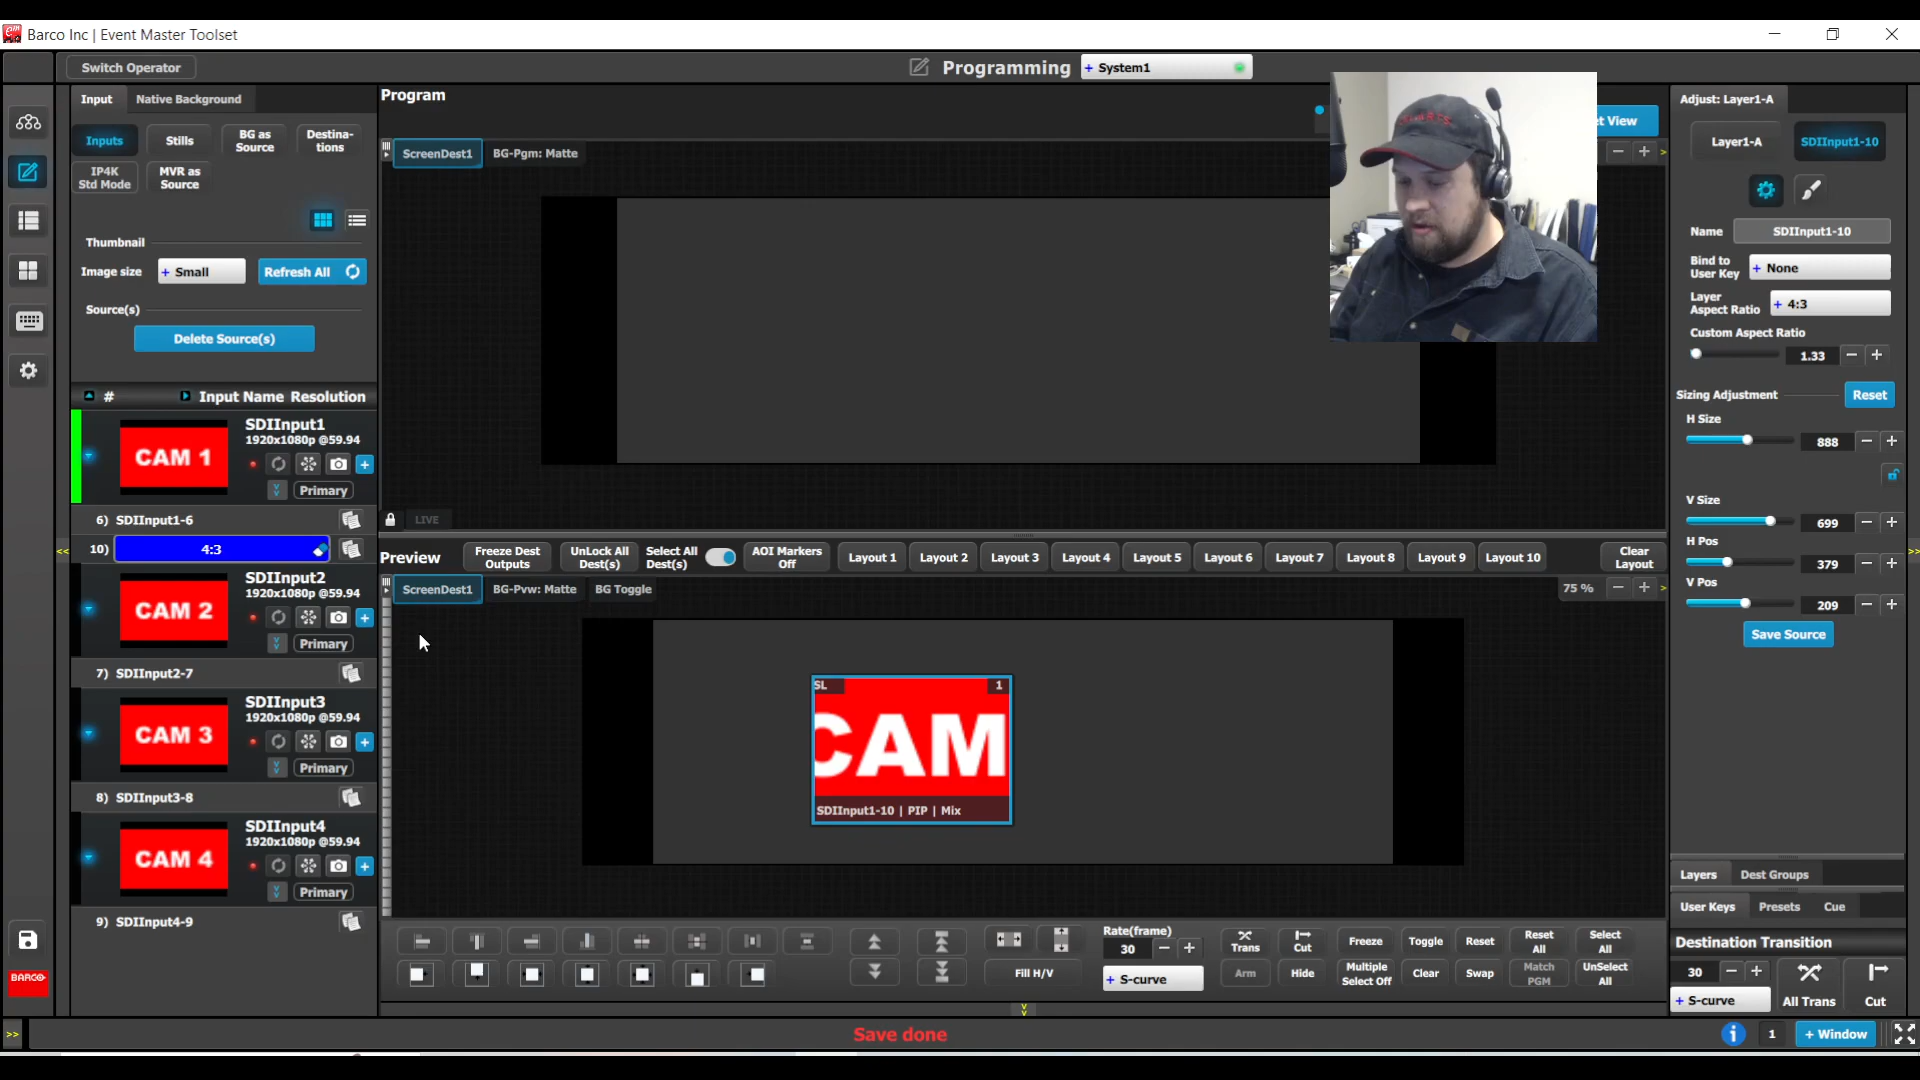 Barco Inc | Event Master Toolset
Switch Operator
Programming
+ System1
Input
Native Background
Inputs
Stills
BG as
Source
Destina-
tions
IP4K
Std Mode
MVR as
Source
Thumbnail
Image size
+ Small
Refresh All
Source(s)
Delete Source(s)
#
Input Name Resolution
CAM 1
SDIInput1
1920x1080p @59.94
Primary
6) SDIInput1-6
10) 4:3
CAM 2
SDIInput2
1920x1080p @59.94
Primary
7) SDIInput2-7
CAM 3
SDIInput3
1920x1080p @59.94
Primary
8) SDIInput3-8
CAM 4
SDIInput4
1920x1080p @59.94
Primary
9) SDIInput4-9
BARCO
Program
ScreenDest1
BG-Pgm: Matte
t View
LIVE
Preview
Freeze Dest
Outputs
UnLock All
Dest(s)
Select All
Dest(s)
AOI Markers
Off
Layout 1
Layout 2
Layout 3
Layout 4
Layout 5
Layout 6
Layout 7
Layout 8
Layout 9
Layout 10
Clear
Layout
ScreenDest1
BG-Pvw: Matte
BG Toggle
75 %
SL
1
CAM
SDIInput1-10 | PIP | Mix
Fill H/V
Rate(frame)
30
+ S-curve
Trans
Arm
Cut
Hide
Freeze
Multiple
Select Off
Toggle
Clear
Reset
Swap
Reset
All
Match
PGM
Select
All
UnSelect
All
Adjust: Layer1-A
Layer1-A
SDIInput1-10
Name
SDIInput1-10
Bind to
User Key
+ None
Layer
Aspect Ratio
+ 4:3
Custom Aspect Ratio
1.33
Sizing Adjustment
Reset
H Size
888
V Size
699
H Pos
379
V Pos
209
Save Source
Layers
Dest Groups
User Keys
Presets
Cue
Destination Transition
30
+ S-curve
All Trans
Cut
Save done
1
+ Window